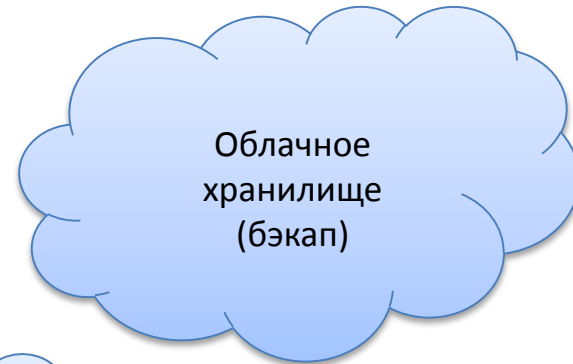 Облачное
хранилище
(бэкап)